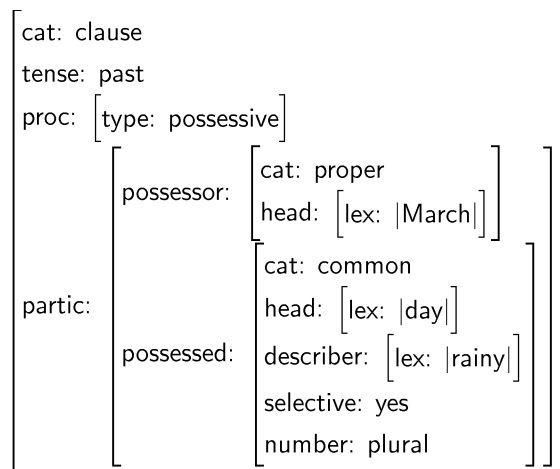 cat: clause
tense: past
proc: [type: possessive]
possessor: [cat: proper
head: [lex: |March|]]
partic:
possessed: [cat: common
head: [lex: |day|]
describer: [lex: |rainy|]
selective: yes
number: plural]